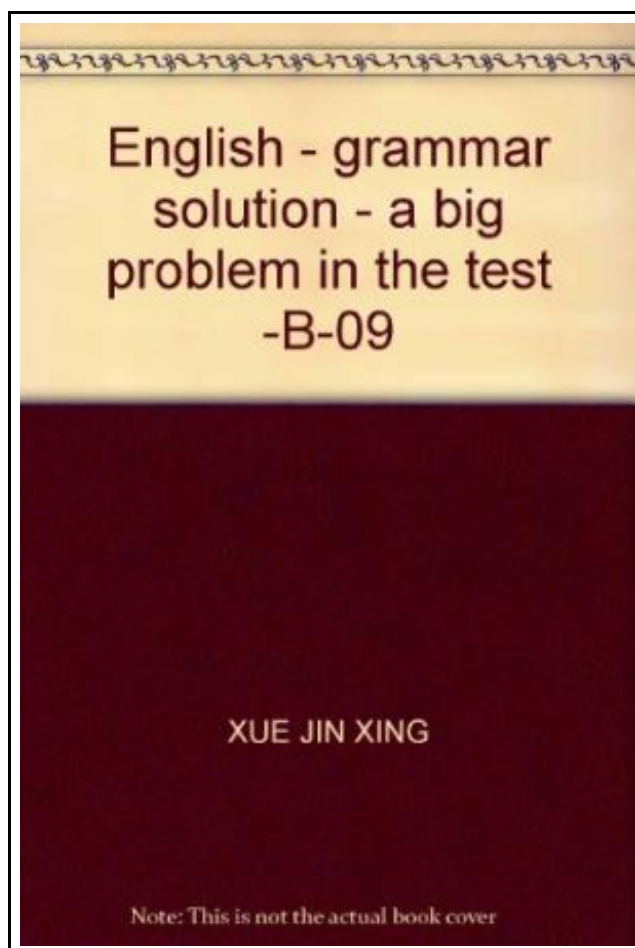 English - grammar
solution - a big
problem in the test
-B-09
XUE JIN XING
Note: This is not the actual book cover